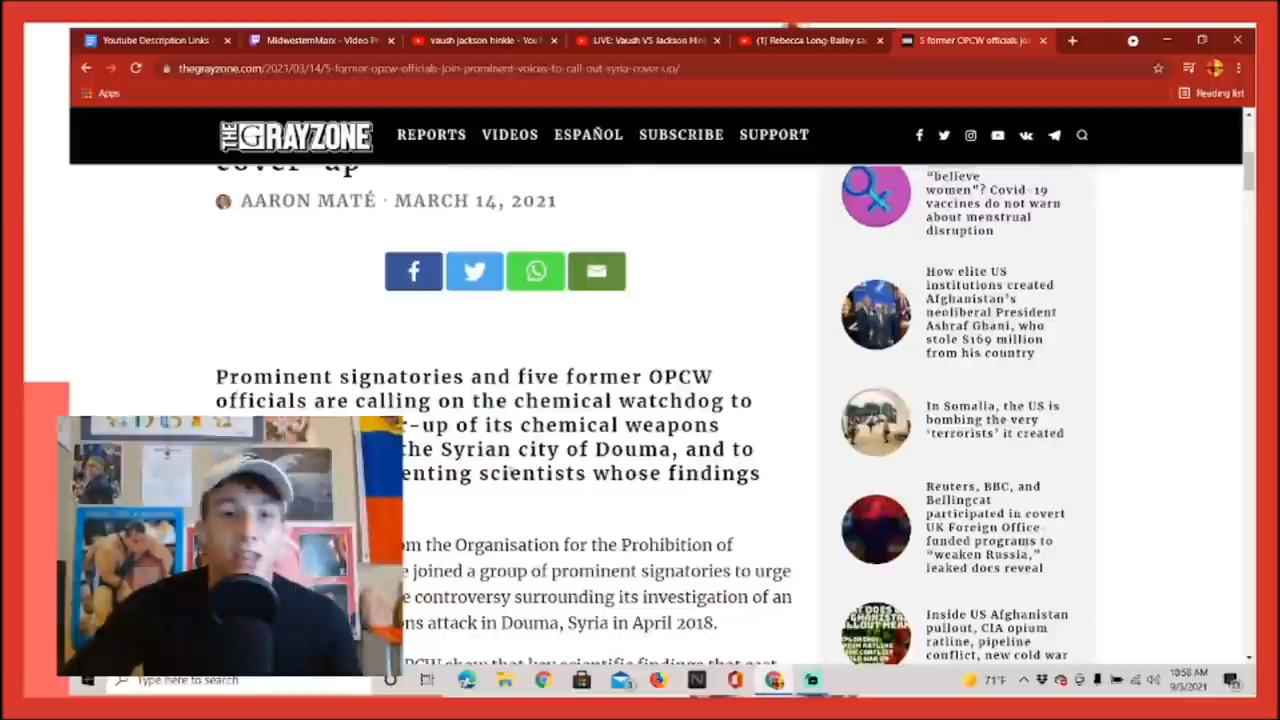 Youtube Description Links
MidwesternMarx - Video P
vaush jackson hinkle - You
LIVE: Vaush VS Jackson Hin
(1) Rebecca Long-Bailey sa
5 former OPCW officials jo
thegrayzone.com/2021/03/14/5-former-opcw-officials-join-prominent-voices-to-call-out-syria-cover-up/
Apps
Reading list
THE GRAYZONE
REPORTS VIDEOS ESPAÑOL SUBSCRIBE SUPPORT
cover-up
AARON MATÉ · MARCH 14, 2021
Prominent signatories and five former OPCW
officials are calling on the chemical watchdog to
r-up of its chemical weapons
the Syrian city of Douma, and to
enting scientists whose findings
om the Organisation for the Prohibition of
e joined a group of prominent signatories to urge
e controversy surrounding its investigation of an
ns attack in Douma, Syria in April 2018.
PCW show that key scientific findings that cast
"believe
women"? Covid-19
vaccines do not warn
about menstrual
disruption
How elite US
institutions created
Afghanistan's
neoliberal President
Ashraf Ghani, who
stole $169 million
from his country
In Somalia, the US is
bombing the very
'terrorists' it created
Reuters, BBC, and
Bellingcat
participated in covert
UK Foreign Office-
funded programs to
"weaken Russia,"
leaked docs reveal
Inside US Afghanistan
pullout, CIA opium
ratline, pipeline
conflict, new cold war
Type here to search
71°F
10:58 AM
9/3/2021